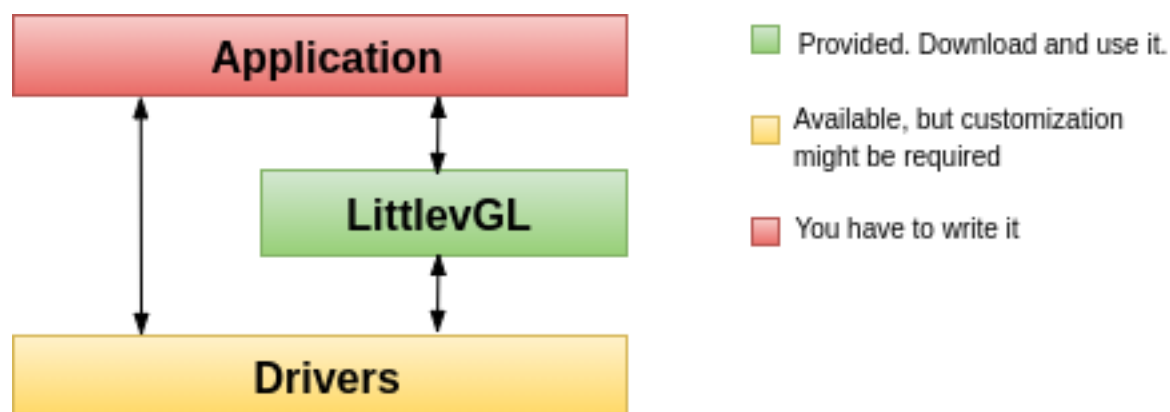 Application
LittlevGL
Drivers
Provided. Download and use it.
Available, but customization
might be required
You have to write it